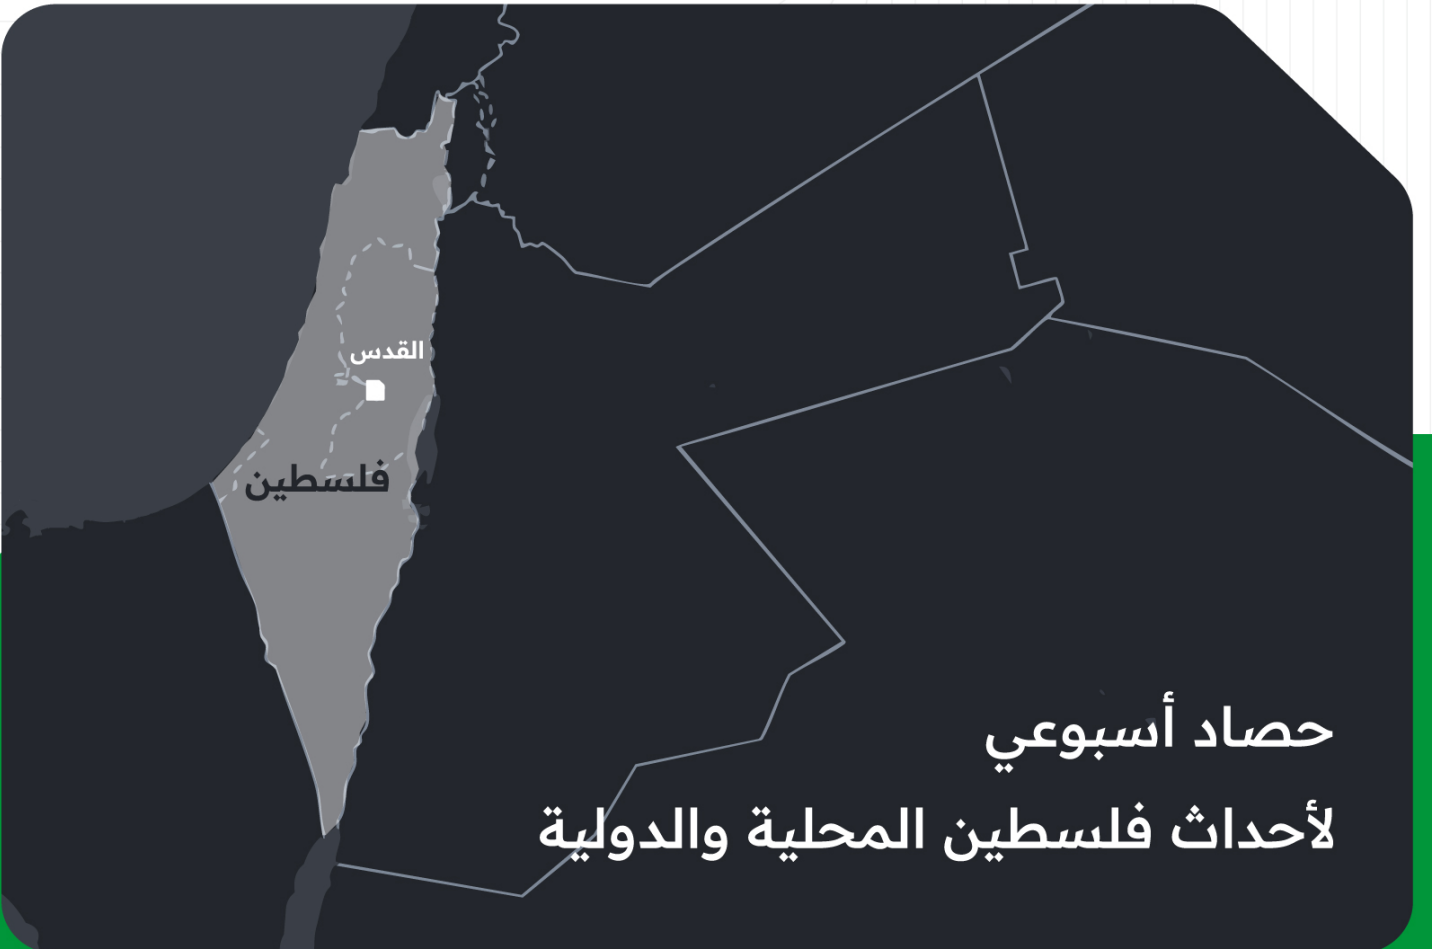 القدس
فلسطين
حصاد أسبوعي
لأحداث فلسطين المحلية والدولية